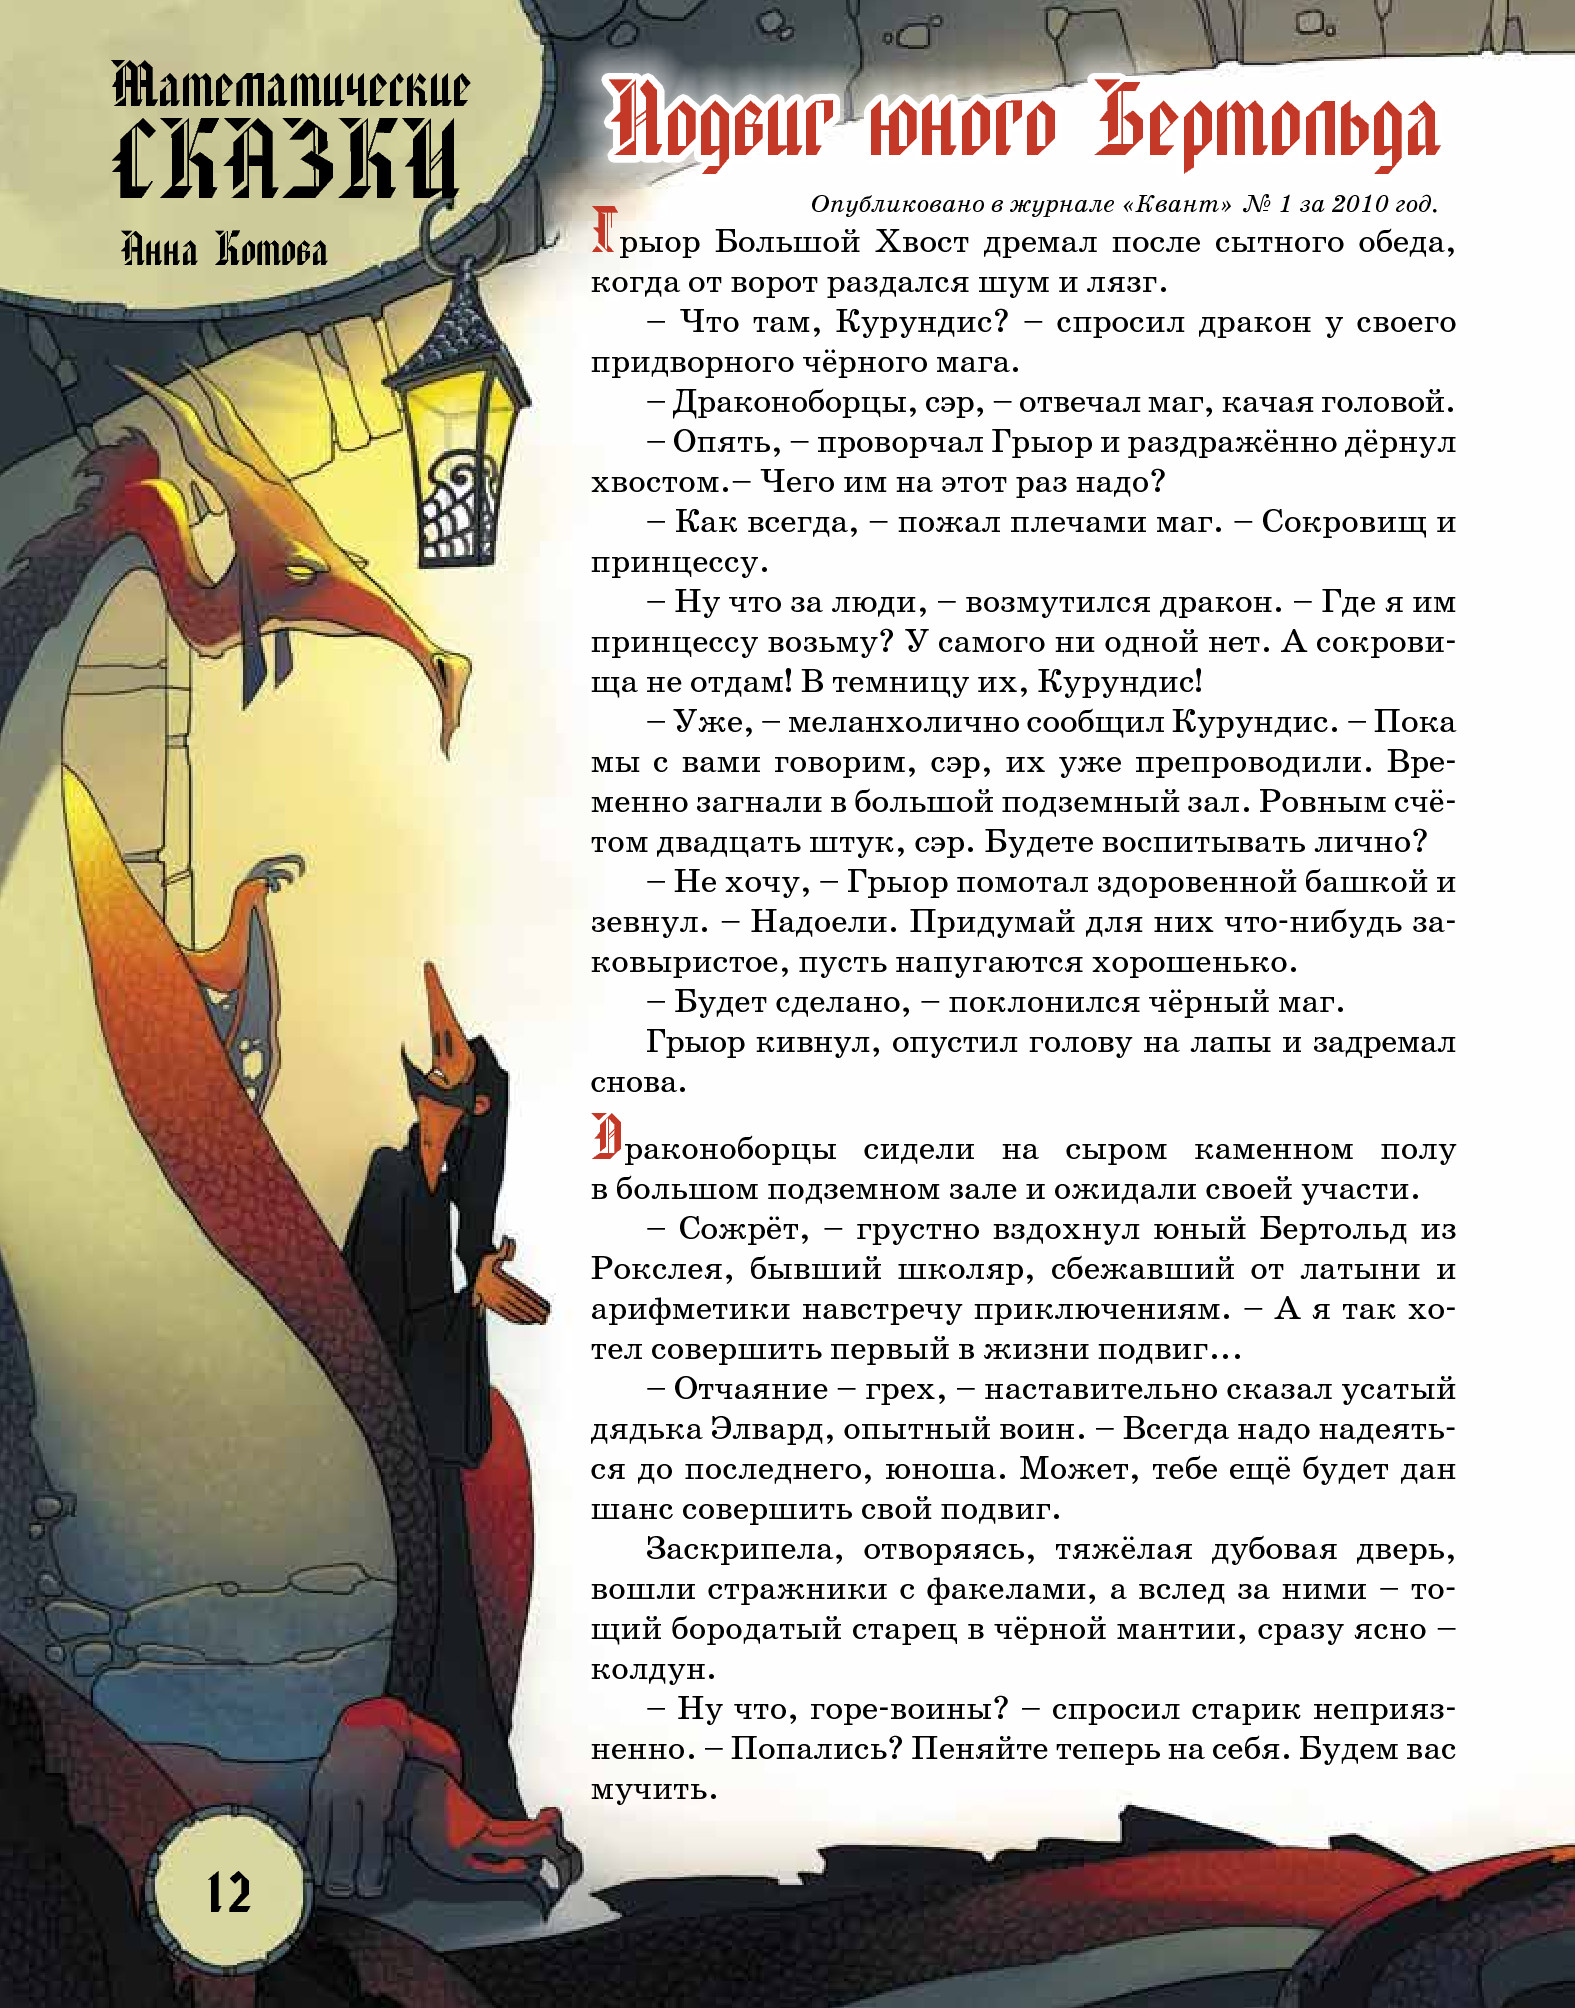 Математические
СКАЗКИ
Анна Котова
Подвиг юного Бертольда
Опубликовано в журнале «Квант» № 1 за 2010 год.
Грыор Большой Хвост дремал после сытного обеда,
когда от ворот раздался шум и лязг.
– Что там, Курундис? – спросил дракон у своего
придворного чёрного мага.
– Драконоборцы, сэр, – отвечал маг, качая головой.
– Опять, – проворчал Грыор и раздражённо дёрнул
хвостом.– Чего им на этот раз надо?
– Как всегда, – пожал плечами маг. – Сокровищ и
принцессу.
– Ну что за люди, – возмутился дракон. – Где я им
принцессу возьму? У самого ни одной нет. А сокрови-
ща не отдам! В темницу их, Курундис!
– Уже, – меланхолично сообщил Курундис. – Пока
мы с вами говорим, сэр, их уже препроводили. Вре-
менно загнали в большой подземный зал. Ровным счё-
том двадцать штук, сэр. Будете воспитывать лично?
– Не хочу, – Грыор помотал здоровенной башкой и
зевнул. – Надоели. Придумай для них что-нибудь за-
ковыристое, пусть напугаются хорошенько.
– Будет сделано, – поклонился чёрный маг.
Грыор кивнул, опустил голову на лапы и задремал
снова.
Драконоборцы сидели на сыром каменном полу
в большом подземном зале и ожидали своей участи.
– Сожрёт, – грустно вздохнул юный Бертольд из
Рокслея, бывший школяр, сбежавший от латыни и
арифметики навстречу приключениям. – А я так хо-
тел совершить первый в жизни подвиг...
– Отчаяние – грех, – наставительно сказал усатый
дядька Элвард, опытный воин. – Всегда надо надеять-
ся до последнего, юноша. Может, тебе ещё будет дан
шанс совершить свой подвиг.
Заскрипела, отворяясь, тяжёлая дубовая дверь,
вошли стражники с факелами, а вслед за ними – то-
щий бородатый старец в чёрной мантии, сразу ясно –
колдун.
– Ну что, горе-воины? – спросил старик неприяз-
ненно. – Попались? Пеняйте теперь на себя. Будем вас
мучить.
12